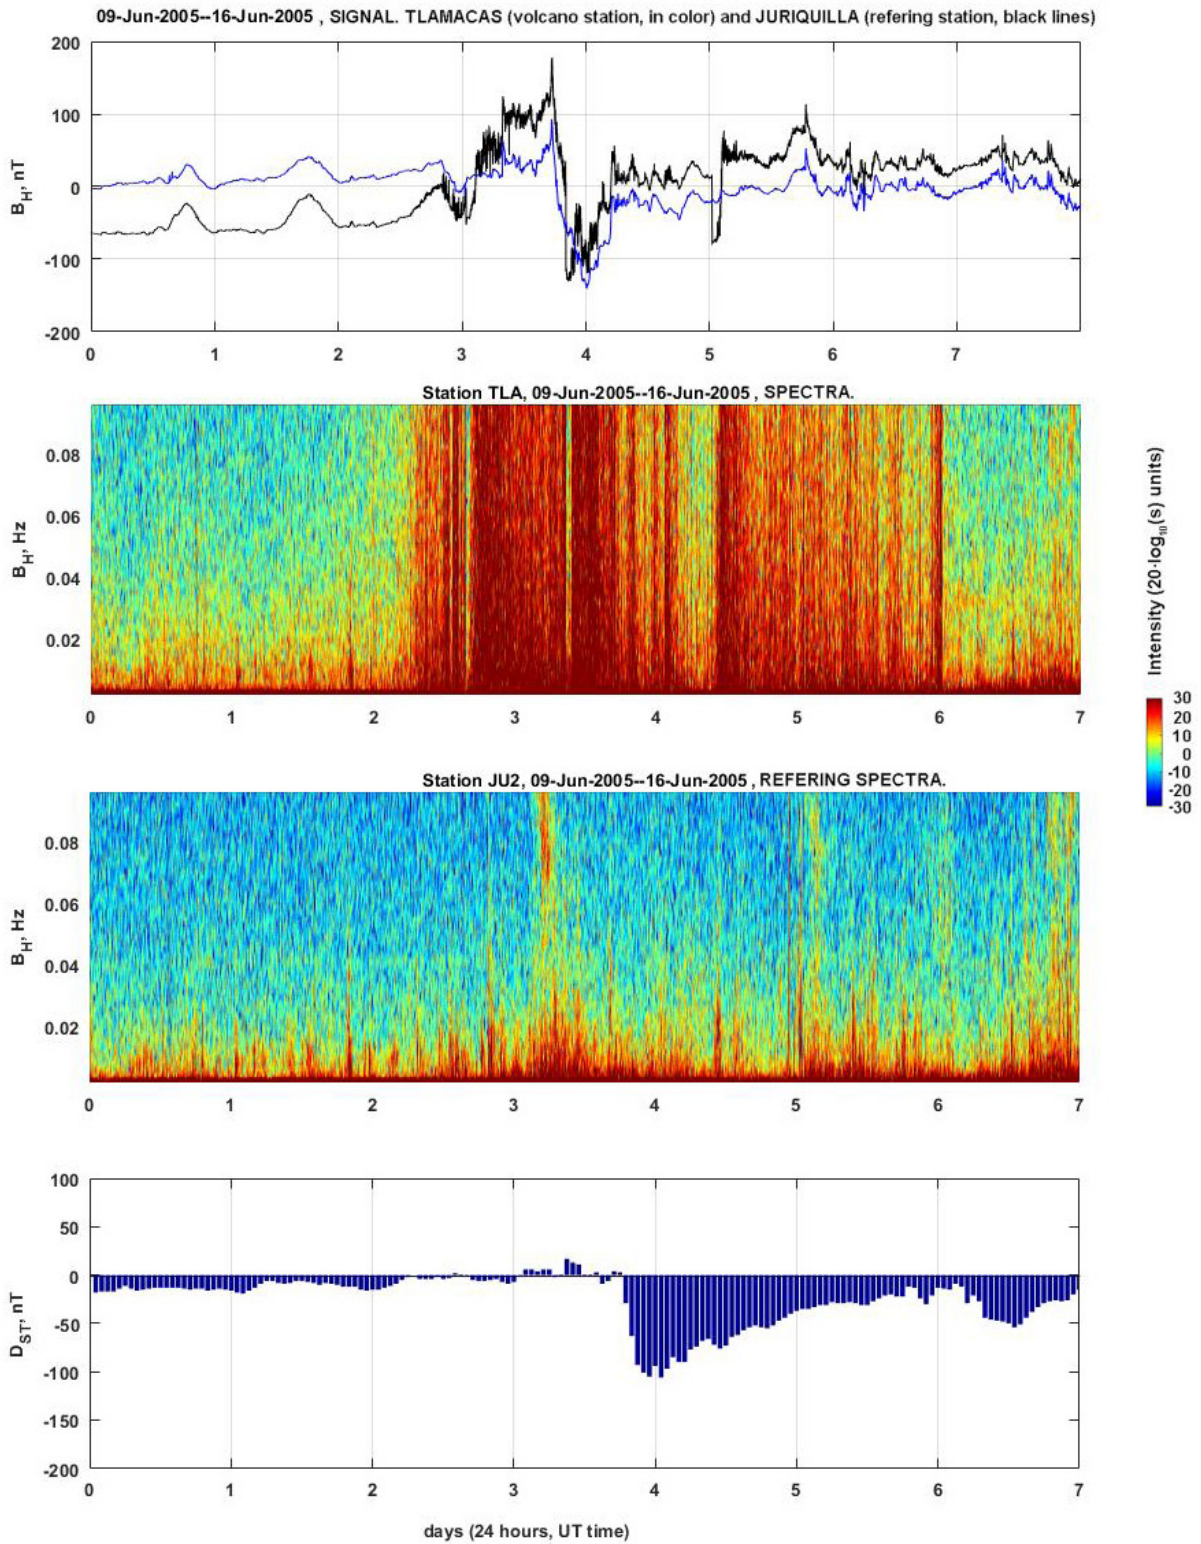 09-Jun-2005--16-Jun-2005 , SIGNAL. TLAMACAS (volcano station, in color) and JURIQUILLA (refering station, black lines)
B_H, nT
200
100
0
-100
-200
0 1 2 3 4 5 6 7
Station TLA, 09-Jun-2005--16-Jun-2005 , SPECTRA.
B_H, Hz
0.08
0.06
0.04
0.02
0 1 2 3 4 5 6 7
Intensity (20·log₁₀(s) units)
30
20
10
0
-10
-20
-30
Station JU2, 09-Jun-2005--16-Jun-2005 , REFERING SPECTRA.
B_H, Hz
0.08
0.06
0.04
0.02
0 1 2 3 4 5 6 7
D_ST, nT
100
50
0
-50
-100
-150
-200
0 1 2 3 4 5 6 7
days (24 hours, UT time)